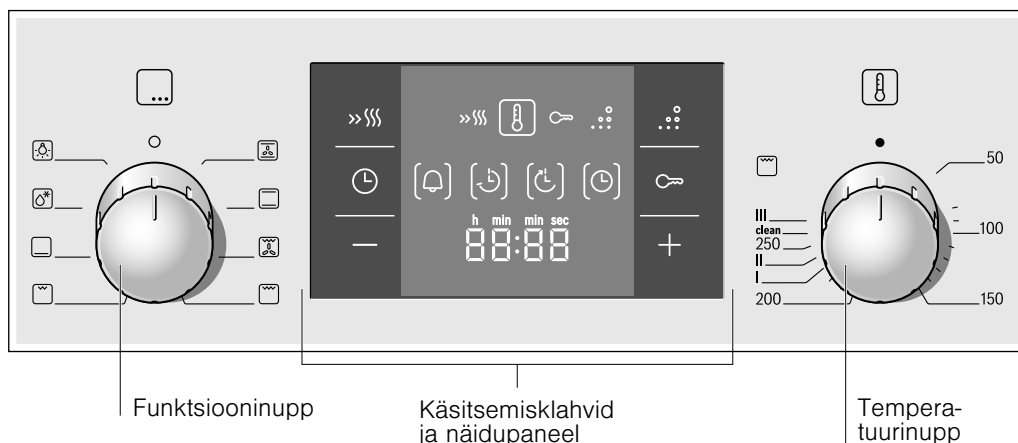 h min min sec
88:88
50
100
150
200
I
II
250
clean
III
Funktsiooninupp
Käsitsemisklahvid
ja näidupaneel
Tempera-
tuurinupp